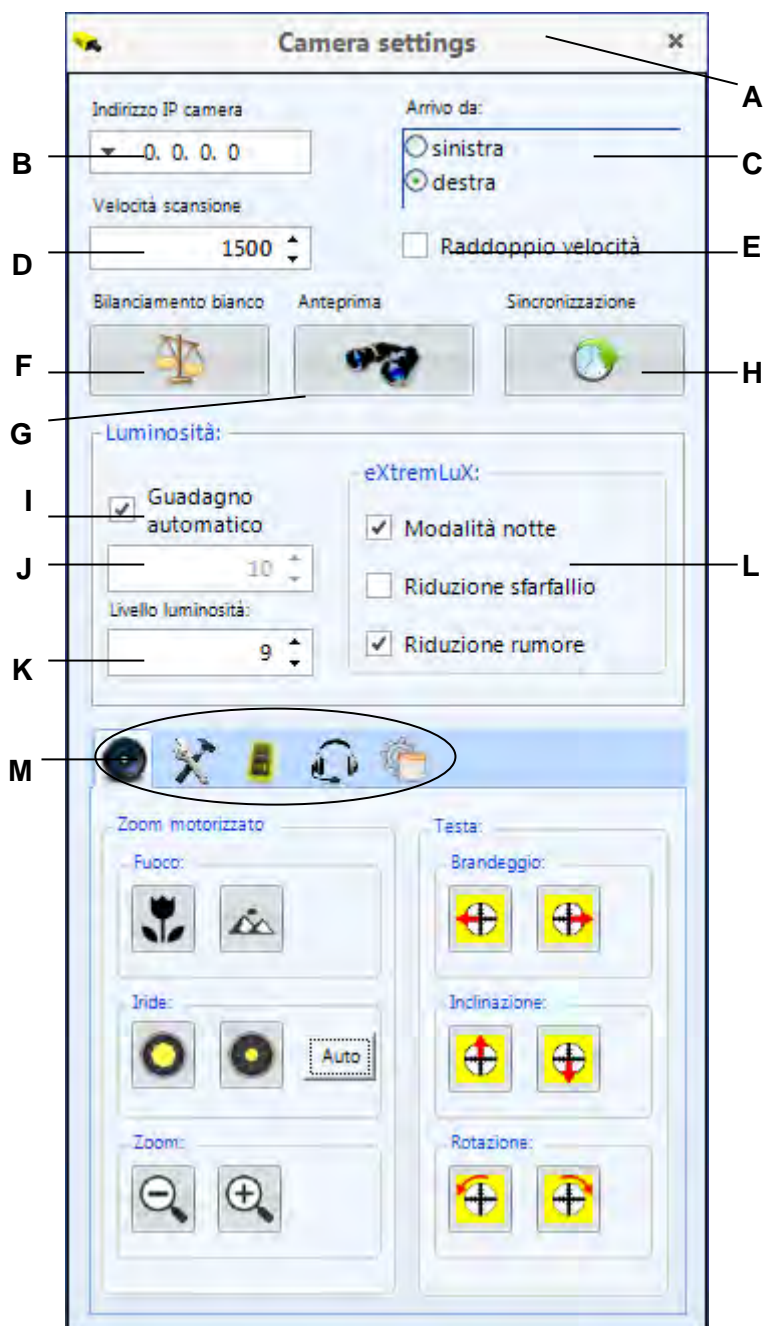 Camera settings
A
Indirizzo IP camera
Arrivo da:
B
0. 0. 0. 0
sinistra
C
destra
Velocità scansione
D
1500
Raddoppio velocità
E
Bilanciamento bianco
Anteprima
Sincronizzazione
F
H
G
Luminosità:
I
Guadagno
automatico
eXtremLuX:
Modalità notte
J
10
Riduzione sfarfallio
L
Livello luminosità:
K
9
Riduzione rumore
M
Zoom motorizzato
Testa:
Fuoco:
Brandeggio:
Iride:
Inclinazione:
Auto
Zoom:
Rotazione: